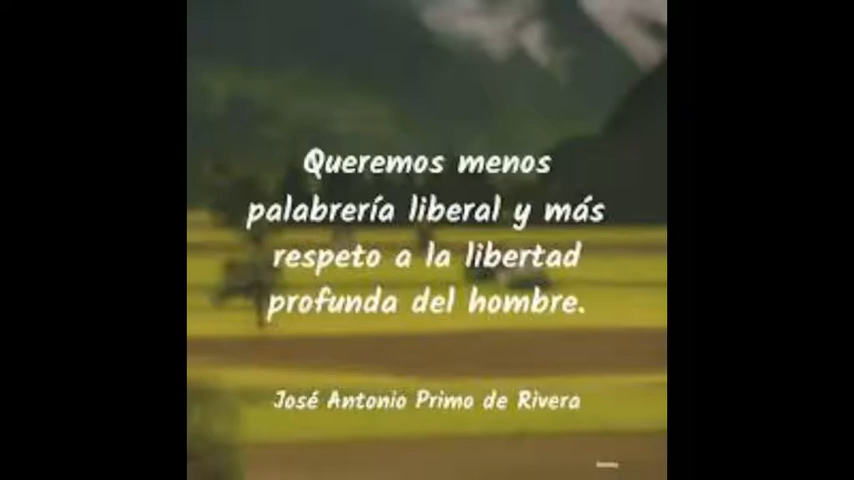 Queremos menos
palabrería liberal y más
respeto a la libertad
profunda del hombre.
José Antonio Primo de Rivera